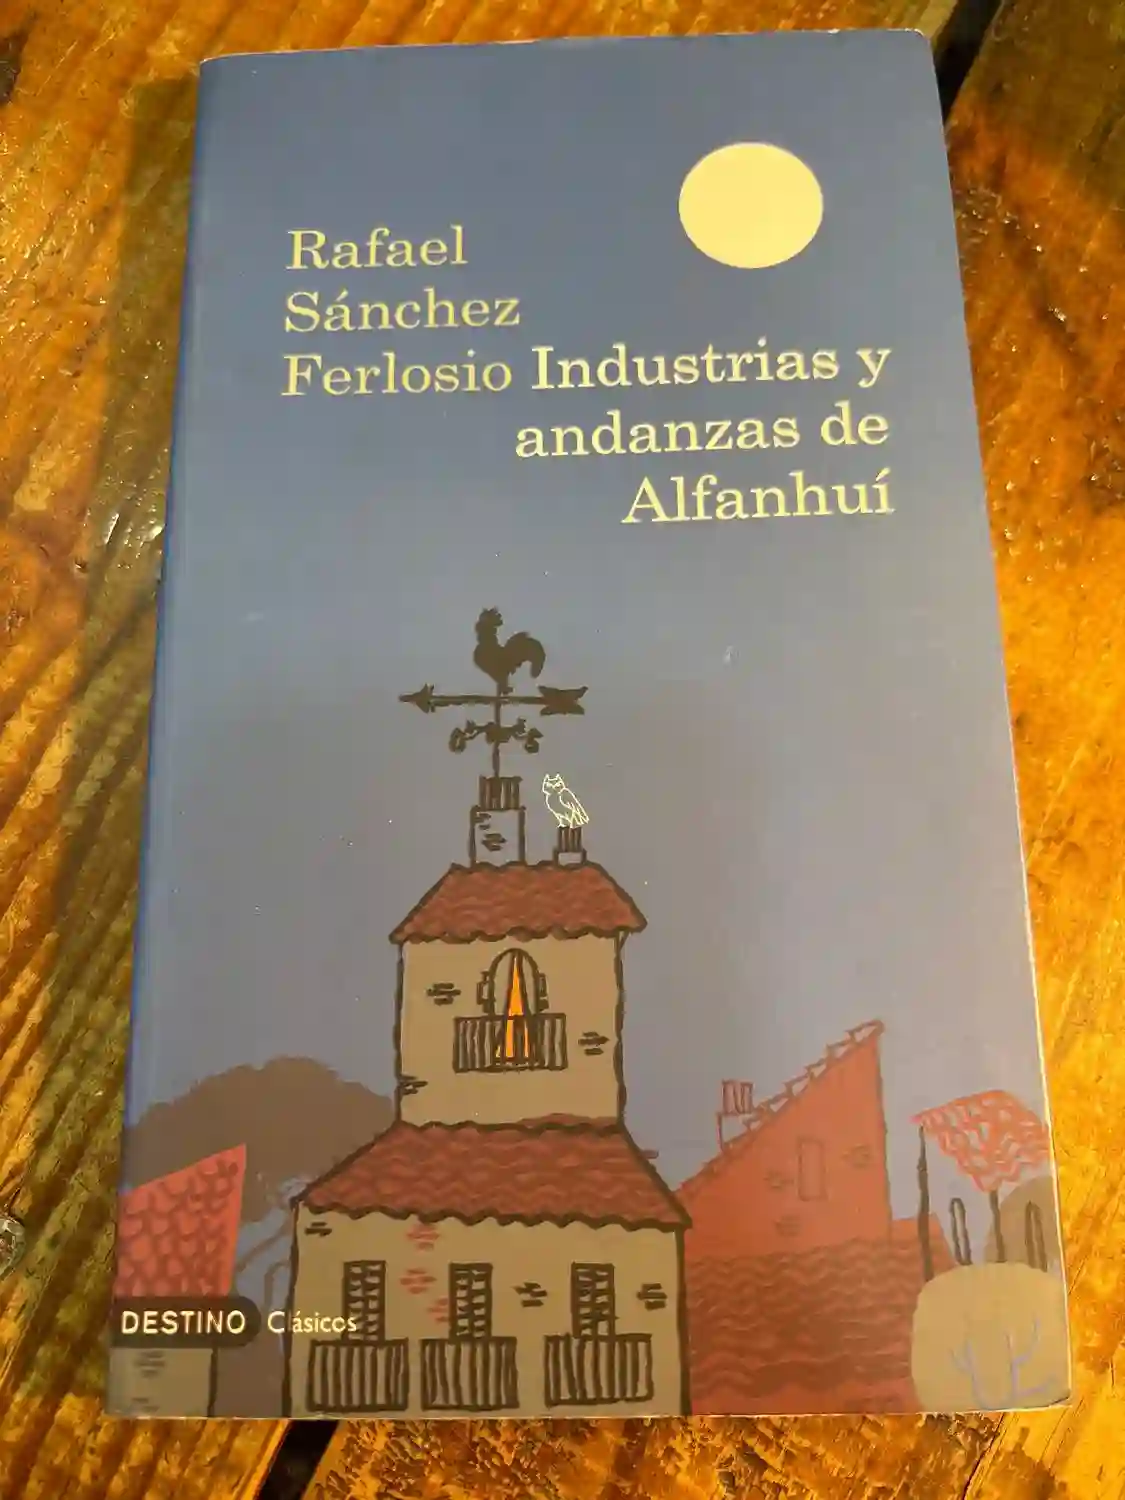 Rafael
Sánchez
Ferlosio Industrias y
andanzas de
Alfanhuí
O S
DESTINO Clásicos